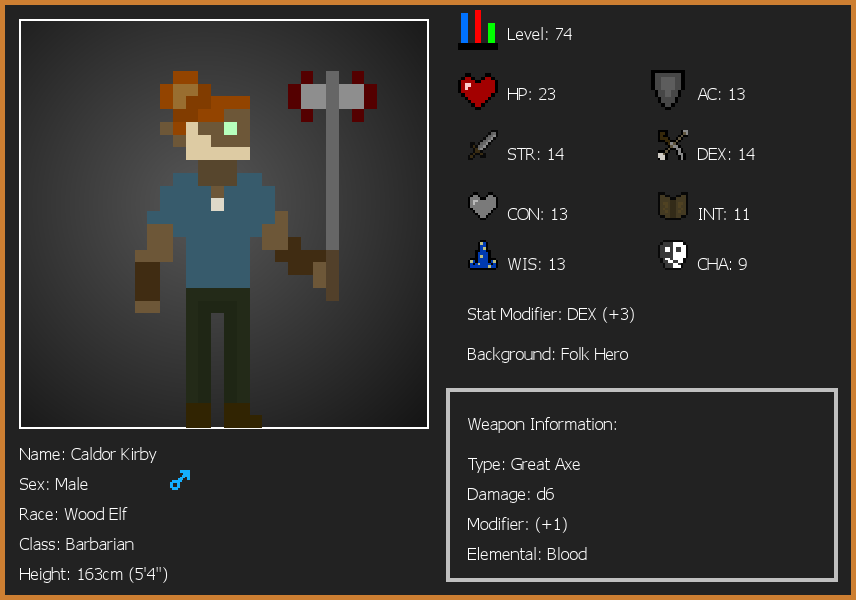 Level: 74
HP: 23
AC: 13
STR: 14
DEX: 14
CON: 13
INT: 11
WIS: 13
CHA: 9
Stat Modifier: DEX (+3)
Background: Folk Hero
Weapon Information:
Type: Great Axe
Damage: d6
Modifier: (+1)
Elemental: Blood
Name: Caldor Kirby
Sex: Male
Race: Wood Elf
Class: Barbarian
Height: 163cm (5'4")